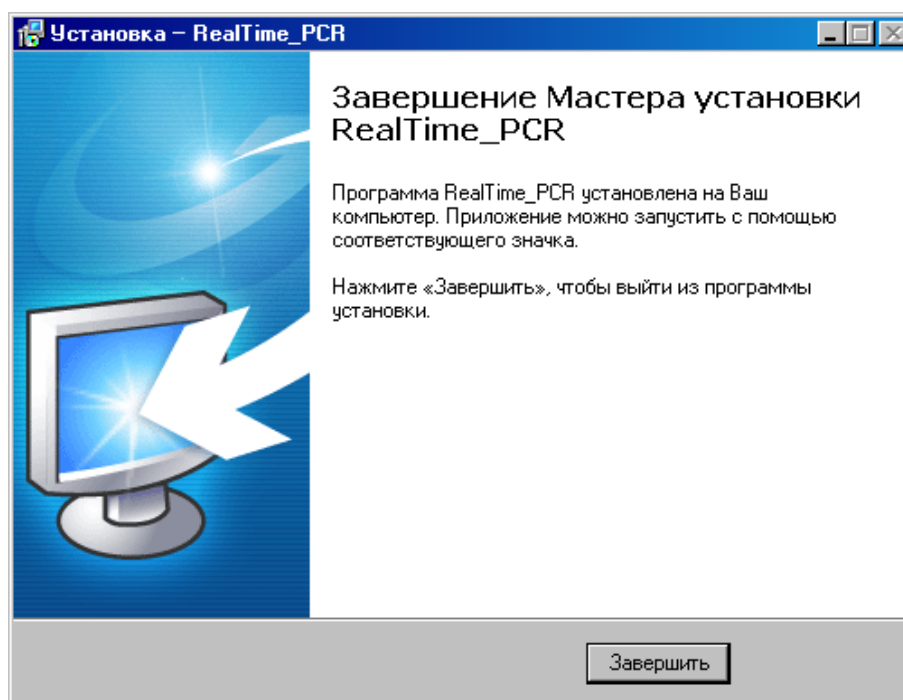 Установка – RealTime_PCR
Завершение Мастера установки
RealTime_PCR
Программа RealTime_PCR установлена на Ваш
компьютер. Приложение можно запустить с помощью
соответствующего значка.
Нажмите «Завершить», чтобы выйти из программы
установки.
Завершить